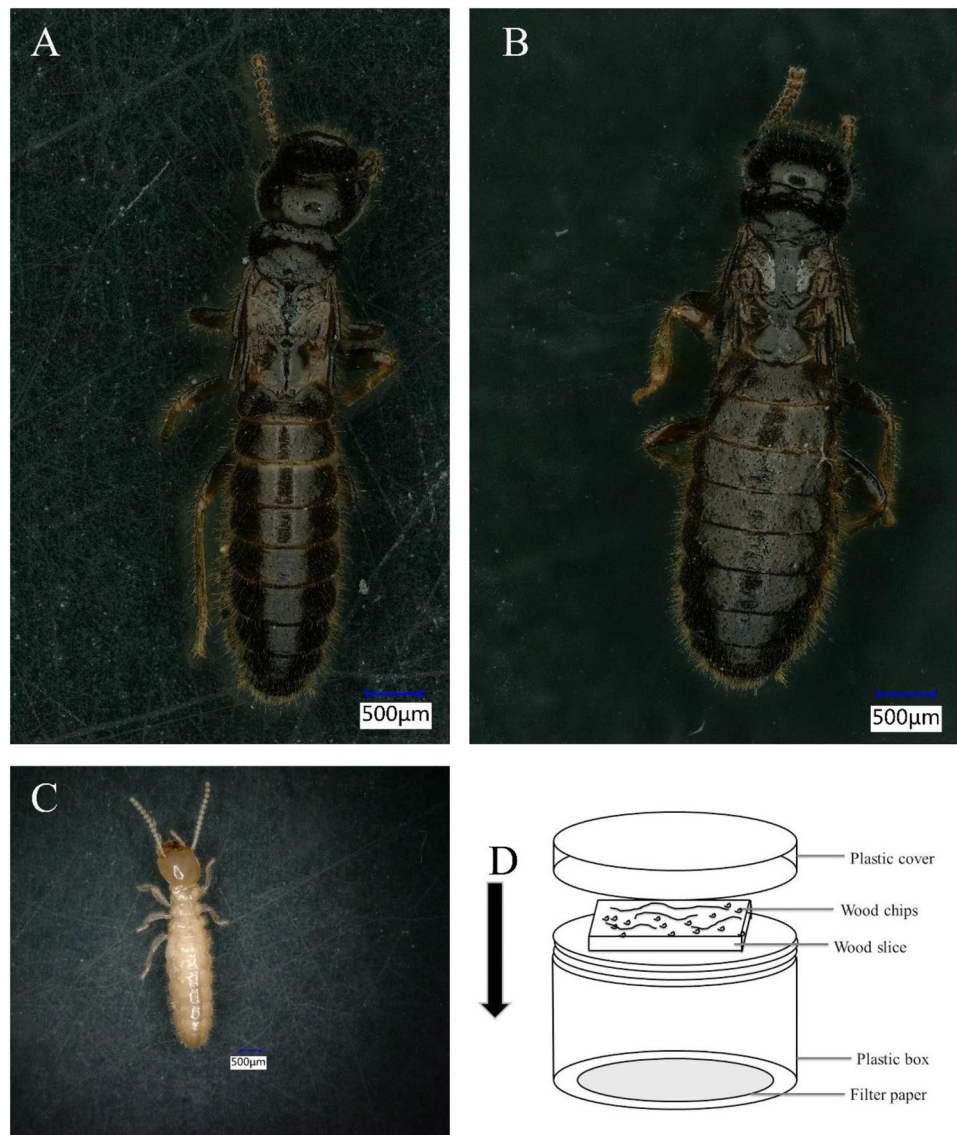 A
B
500μm
500μm
C
500μm
D
Plastic cover
Wood chips
Wood slice
Plastic box
Filter paper